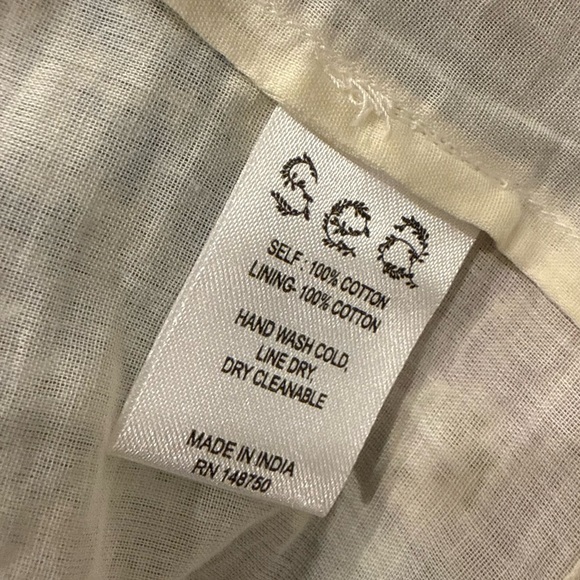 SELF : 100% COTTON
LINING- 100% COTTON
HAND WASH COLD,
LINE DRY,
DRY CLEANABLE
MADE IN INDIA
RN 148750